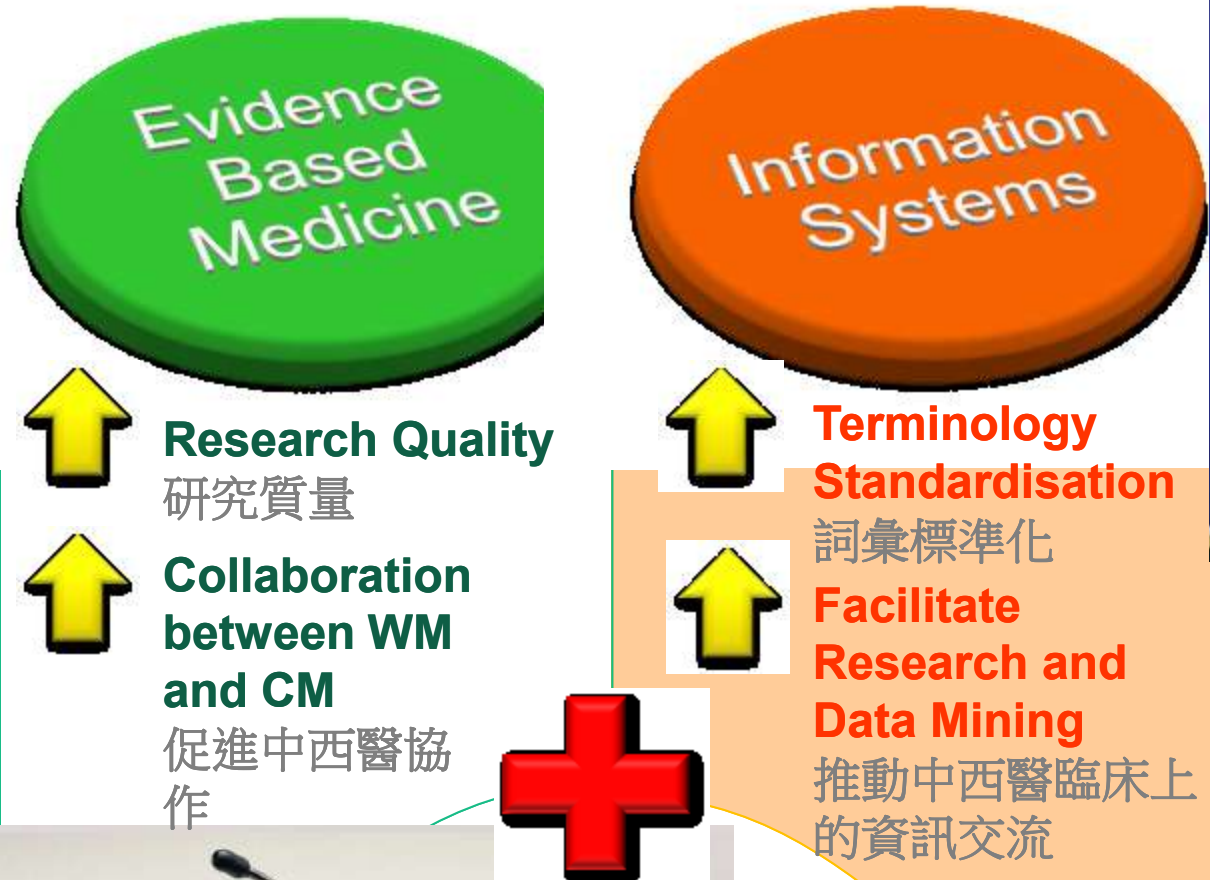 Evidence
Based
Medicine
Research Quality
研究質量
Collaboration
between WM
and CM
促進中西醫協
作
Information
Systems
Terminology
Standardisation
詞彙標準化
Facilitate
Research and
Data Mining
推動中西醫臨床上
的資訊交流